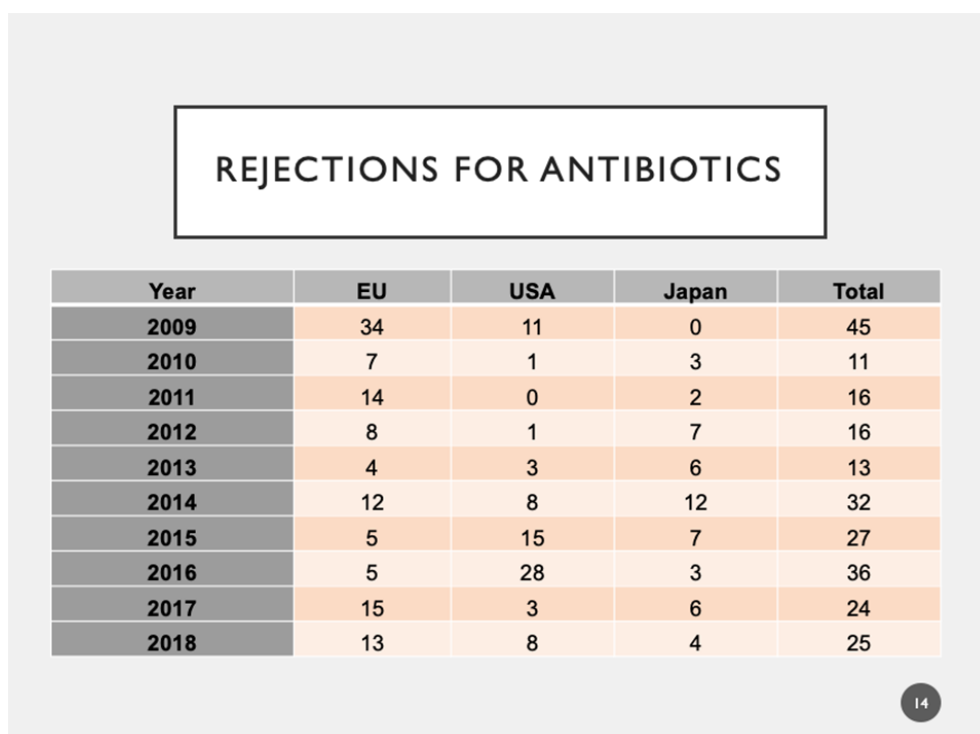 REJECTIONS FOR ANTIBIOTICS
Year EU USA Japan Total
2009 34 11 0 45
2010 7 1 3 11
2011 14 0 2 16
2012 8 1 7 16
2013 4 3 6 13
2014 12 8 12 32
2015 5 15 7 27
2016 5 28 3 36
2017 15 3 6 24
2018 13 8 4 25
14